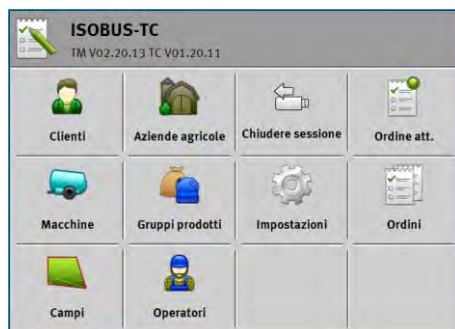 ISOBUS-TC
TM V02.20.13 TC V01.20.11
Clienti
Aziende agricole
Chiudere sessione
Ordine att.
Macchine
Gruppi prodotti
Impostazioni
Ordini
Campi
Operatori